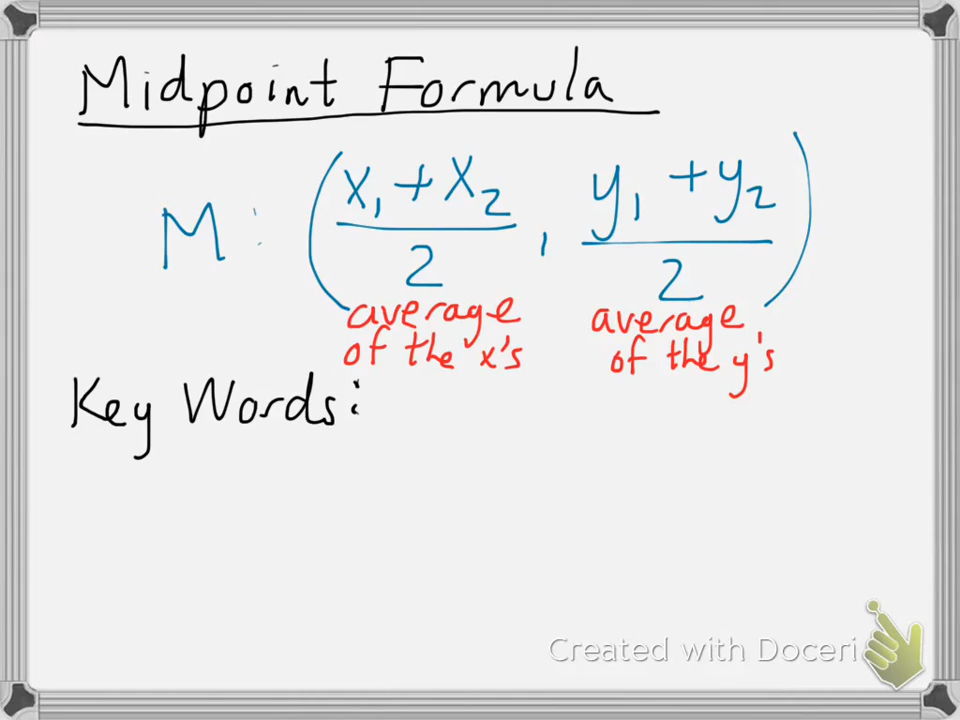 Midpoint Formula
M: (x₁+x₂/2, y₁+y₂/2)
average of the x's
average of the y's
Key Words:
Created with Doceri